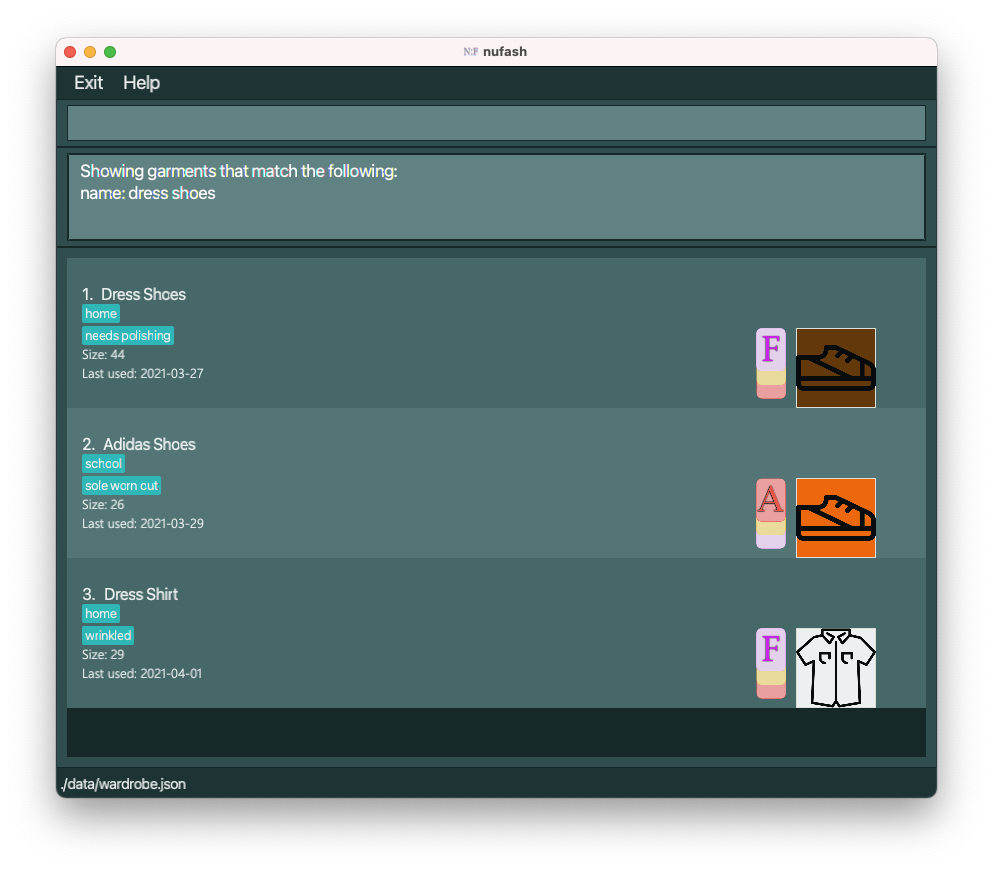 N:F nufash
Exit Help
Showing garments that match the following:
name: dress shoes
1. Dress Shoes
home
needs polishing
Size: 44
Last used: 2021-03-27
F
2. Adidas Shoes
school
sole worn out
Size: 26
Last used: 2021-03-29
A
3. Dress Shirt
home
wrinkled
Size: 29
Last used: 2021-04-01
F
./data/wardrobe.json